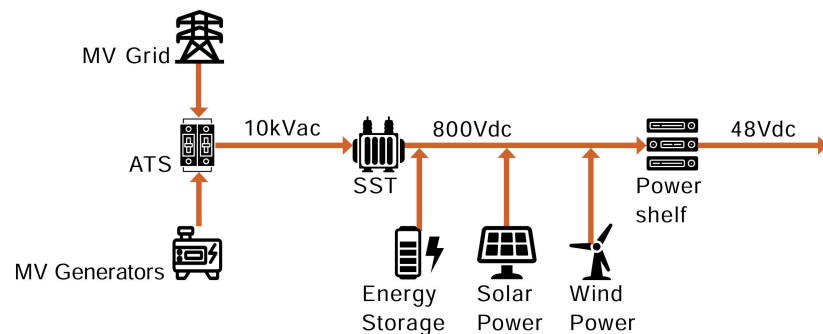 MV Grid
10kVac
800Vdc
48Vdc
ATS
SST
Power
shelf
MV Generators
Energy
Storage
Solar
Power
Wind
Power